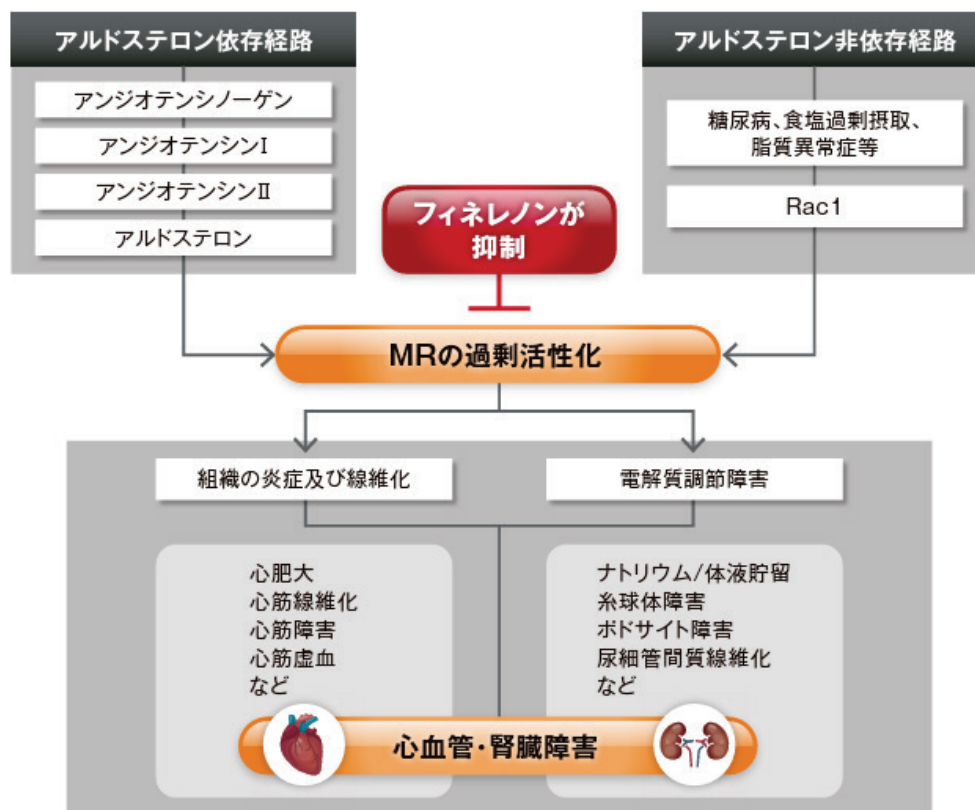 アルドステロン依存経路
アンジオテンシノーゲン
アンジオテンシンⅠ
アンジオテンシンⅡ
アルドステロン
アルドステロン非依存経路
糖尿病、食塩過剰摂取、
脂質異常症等
Rac1
フィネレノンが
抑制
MRの過剰活性化
組織の炎症及び線維化
電解質調節障害
心肥大
心筋線維化
心筋障害
心筋虚血
など
ナトリウム/体液貯留
糸球体障害
ポドサイト障害
尿細管間質線維化
など
心血管・腎臓障害